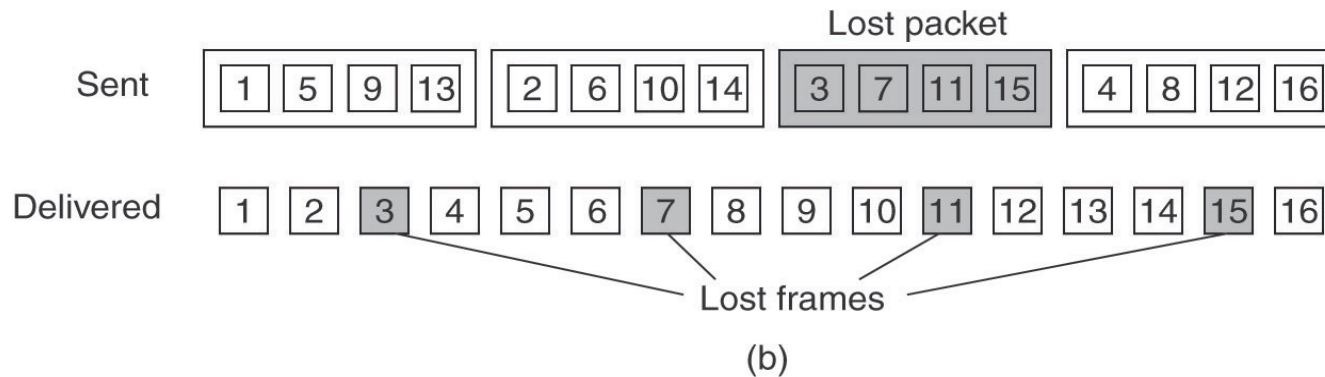 Lost packet
Sent 1 5 9 13 2 6 10 14 3 7 11 15 4 8 12 16
Delivered 1 2 3 4 5 6 7 8 9 10 11 12 13 14 15 16
Lost frames
(b)